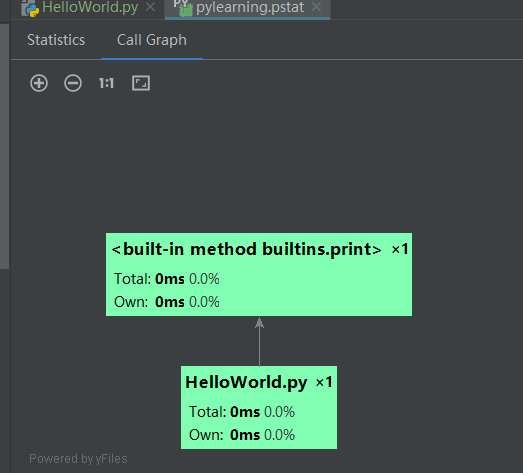 HelloWorld.py
pylearning.pstat
Statistics
Call Graph
1:1
<built-in method builtins.print> ×1
Total: 0ms 0.0%
Own: 0ms 0.0%
HelloWorld.py ×1
Total: 0ms 0.0%
Own: 0ms 0.0%
Powered by yFiles